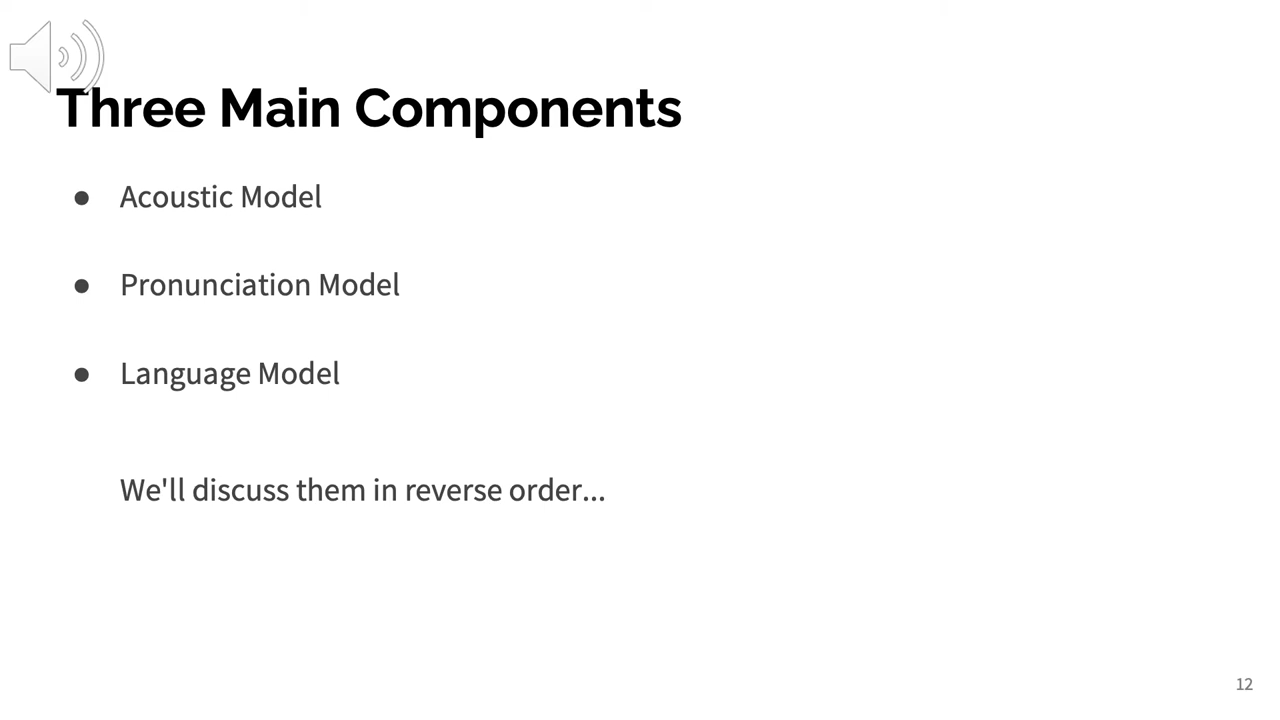 Three Main Components
● Acoustic Model
● Pronunciation Model
● Language Model
We'll discuss them in reverse order...
12